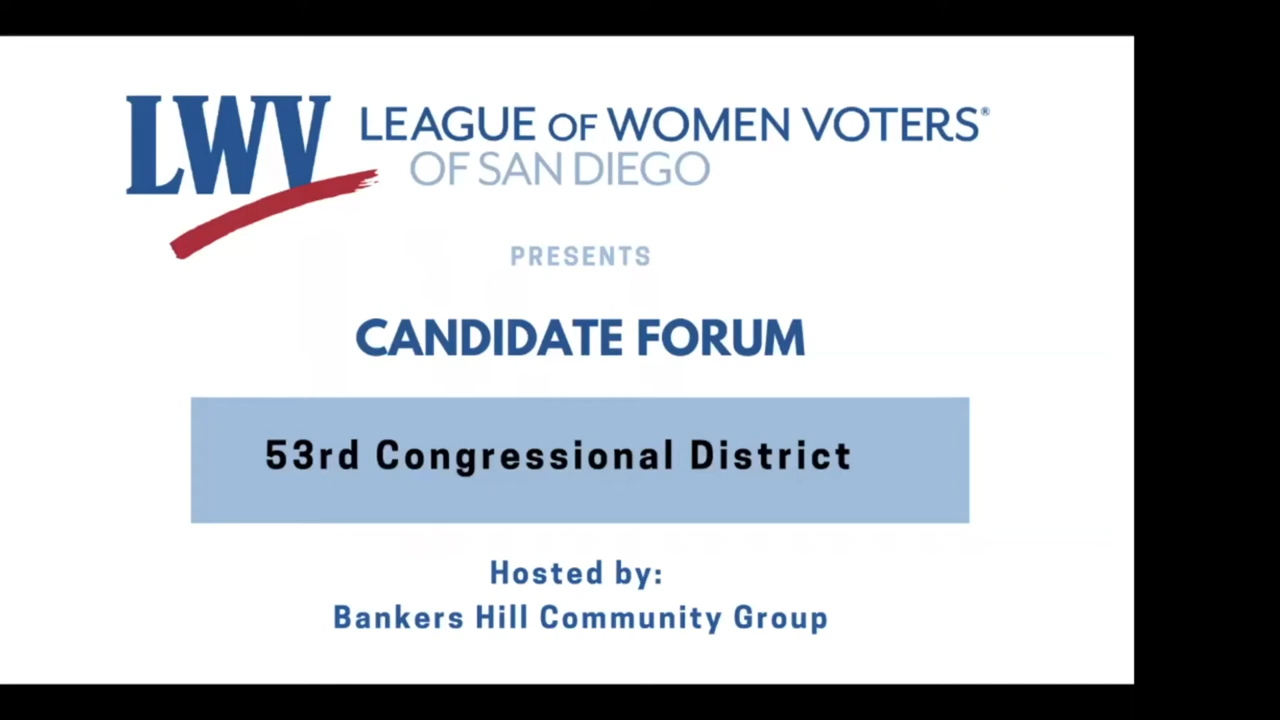 LWV LEAGUE OF WOMEN VOTERS®
OF SAN DIEGO
PRESENTS
CANDIDATE FORUM
53rd Congressional District
Hosted by:
Bankers Hill Community Group